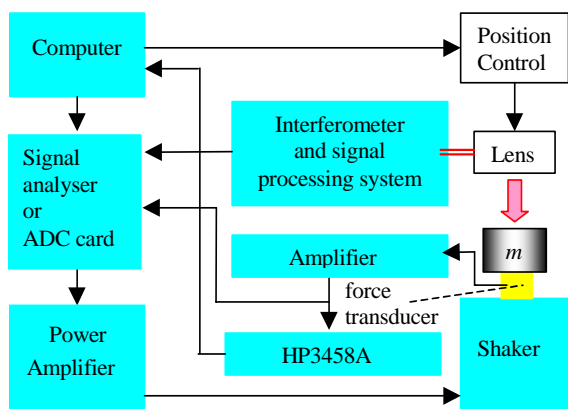 Computer
Position
Control
Interferometer
and signal
processing system
Lens
Signal
analyser
or
ADC card
m
Amplifier
force
transducer
Power
Amplifier
HP3458A
Shaker